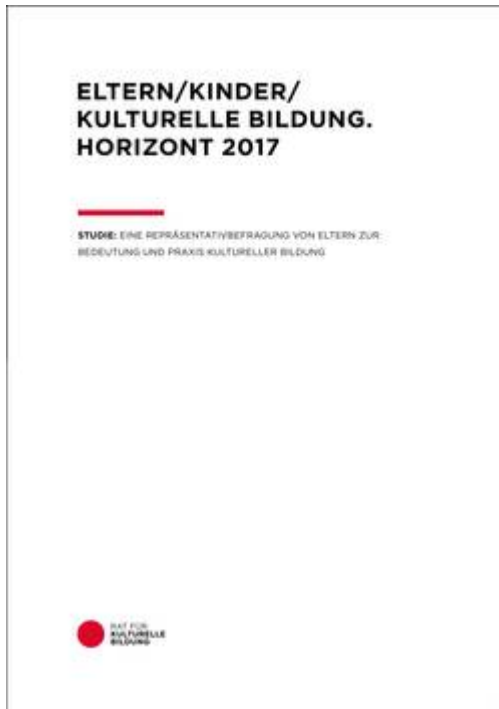 ELTERN/KINDER/
KULTURELLE BILDUNG.
HORIZONT 2017
STUDIE: EINE REPRÄSENTATIVBEFRAGUNG VON ELTERN ZUR
BEDEUTUNG UND PRAXIS KULTURELLER BILDUNG
RAT FÜR
KULTURELLE
BILDUNG